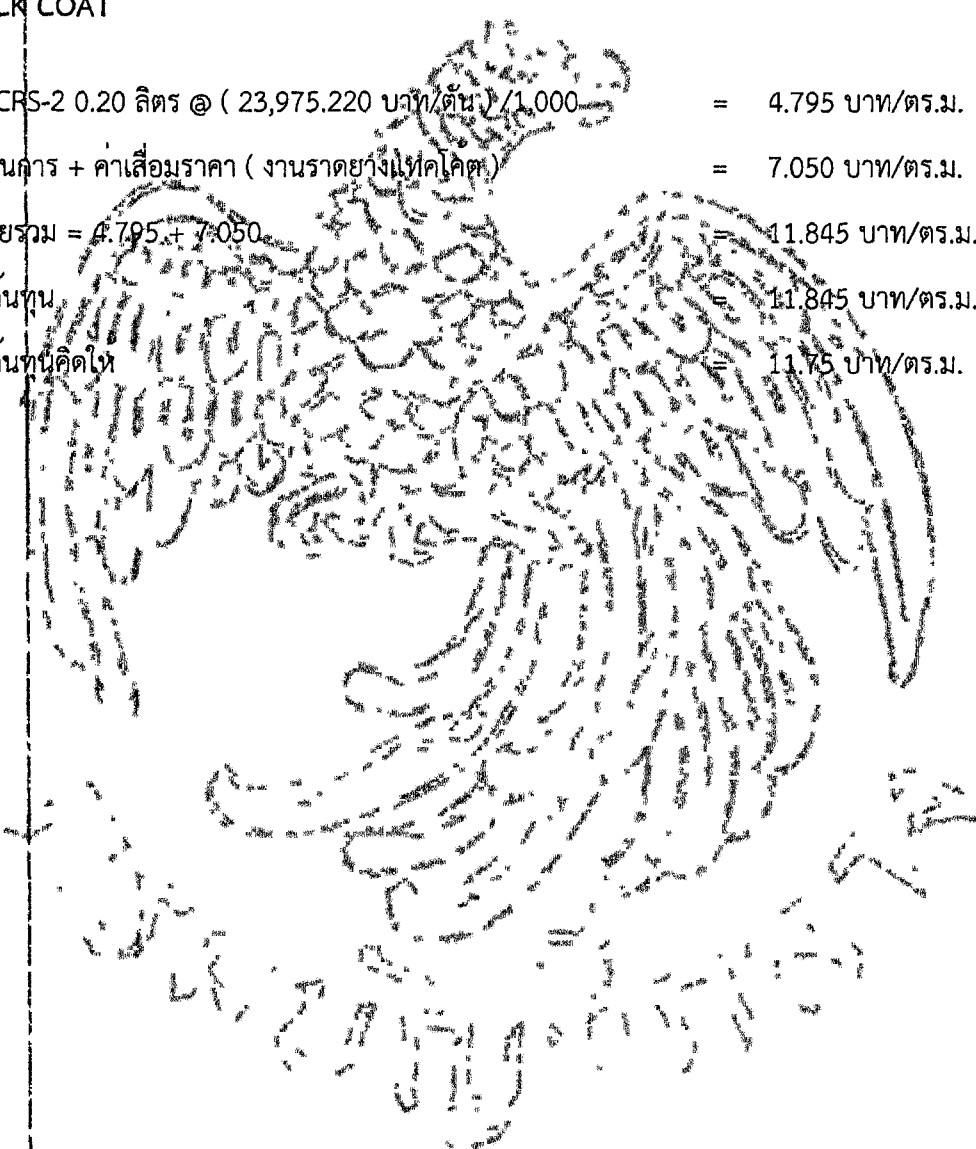 CK COAT
CRS-2 0.20 ลิตร @ ( 23,975.220 บาท/ตัน ) /1,000 = 4.795 บาท/ตร.ม.
นการ + ค่าเสื่อมราคา ( งานราดยางแทคโค๊ต ) = 7.050 บาท/ตร.ม.
ยรวม = 4.795 + 7.050 = 11.845 บาท/ตร.ม.
้นทุน = 11.845 บาท/ตร.ม.
้นทุนคิดให้ = 11.75 บาท/ตร.ม.